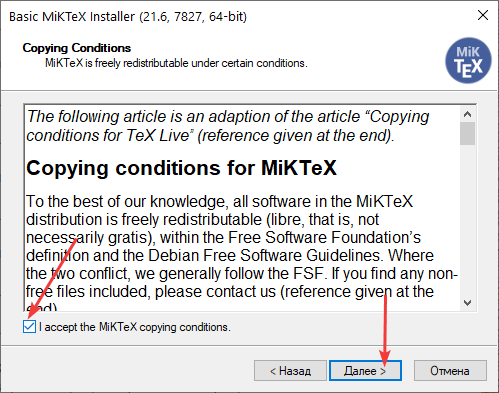 Basic MiKTeX Installer (21.6, 7827, 64-bit)
Copying Conditions
MiKTeX is freely redistributable under certain conditions.
MiK
TEX
The following article is an adaption of the article “Copying
conditions for TeX Live” (reference given at the end).
Copying conditions for MiKTeX
To the best of our knowledge, all software in the MiKTeX
distribution is freely redistributable (libre, that is, not
necessarily gratis), within the Free Software Foundation’s
definition and the Debian Free Software Guidelines. Where
the two conflict, we generally follow the FSF. If you find any non-
free files included, please contact us (reference given at the
end).
I accept the MiKTeX copying conditions.
< Назад
Далее >
Отмена